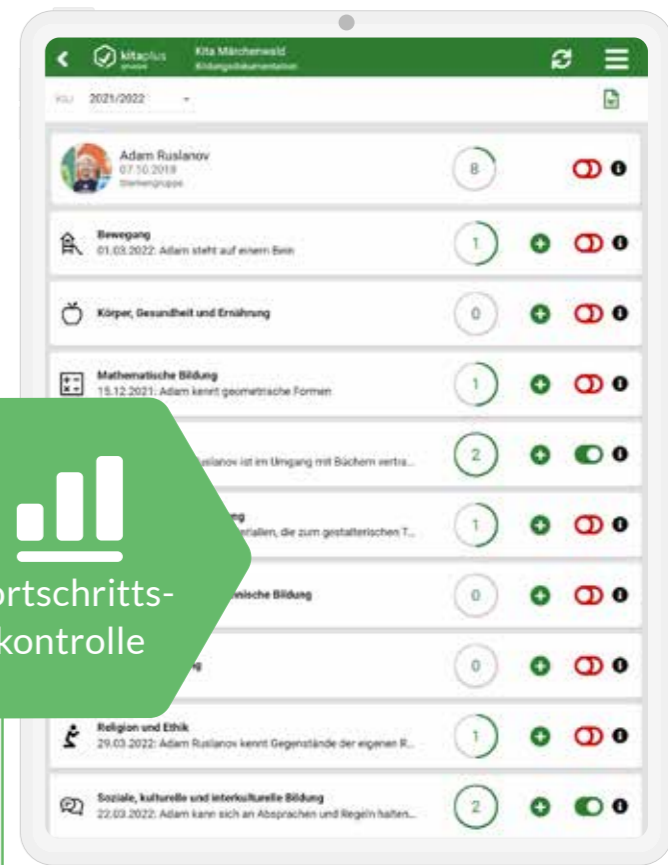 kitaplus
gruppe
Kita Märchenwald
Bildungsdokumentation
2021/2022
Adam Ruslanov
07.10.2018
Sternengruppe
8
Bewegung
01.03.2022: Adam steht auf einem Bein
1
Körper, Gesundheit und Ernährung
0
Mathematische Bildung
15.12.2021: Adam kennt geometrische Formen
1
Ruslanov ist im Umgang mit Büchern vertra...
2
ng
erialien, die zum gestalterischen T...
1
nische Bildung
0
g
0
Religion und Ethik
29.03.2022: Adam Ruslanov kennt Gegenstände der eigenen R...
1
Soziale, kulturelle und interkulturelle Bildung
22.03.2022: Adam kann sich an Absprachen und Regeln halten...
2
ortschritts-
kontrolle